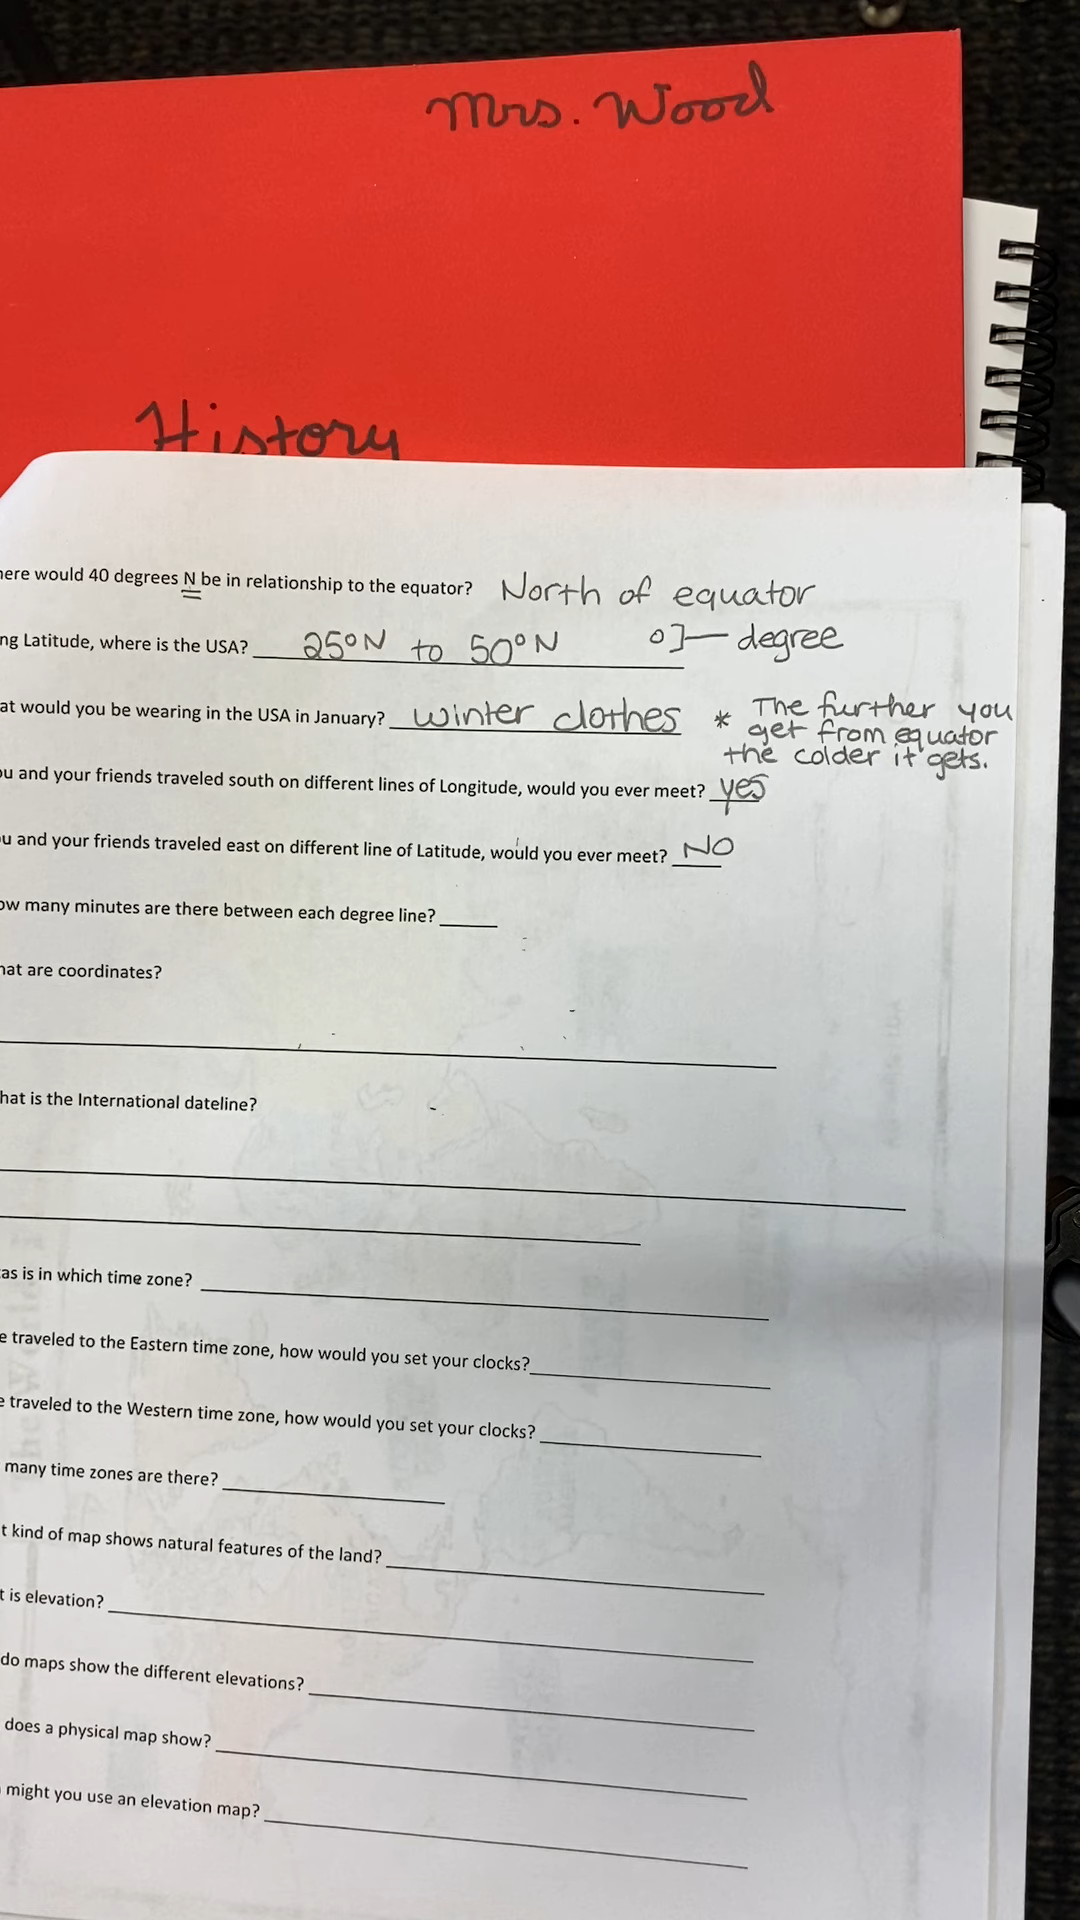 Mrs. Wood
History
ere would 40 degrees N be in relationship to the equator? North of equator
ng Latitude, where is the USA? 25°N to 50°N o]— degree
at would you be wearing in the USA in January? winter clothes * The further you
get from equator
the colder it gets.
ou and your friends traveled south on different lines of Longitude, would you ever meet? yes
u and your friends traveled east on different line of Latitude, would you ever meet? NO
ow many minutes are there between each degree line?
hat are coordinates?
hat is the International dateline?
as is in which time zone?
e traveled to the Eastern time zone, how would you set your clocks?
e traveled to the Western time zone, how would you set your clocks?
many time zones are there?
t kind of map shows natural features of the land?
t is elevation?
do maps show the different elevations?
does a physical map show?
might you use an elevation map?